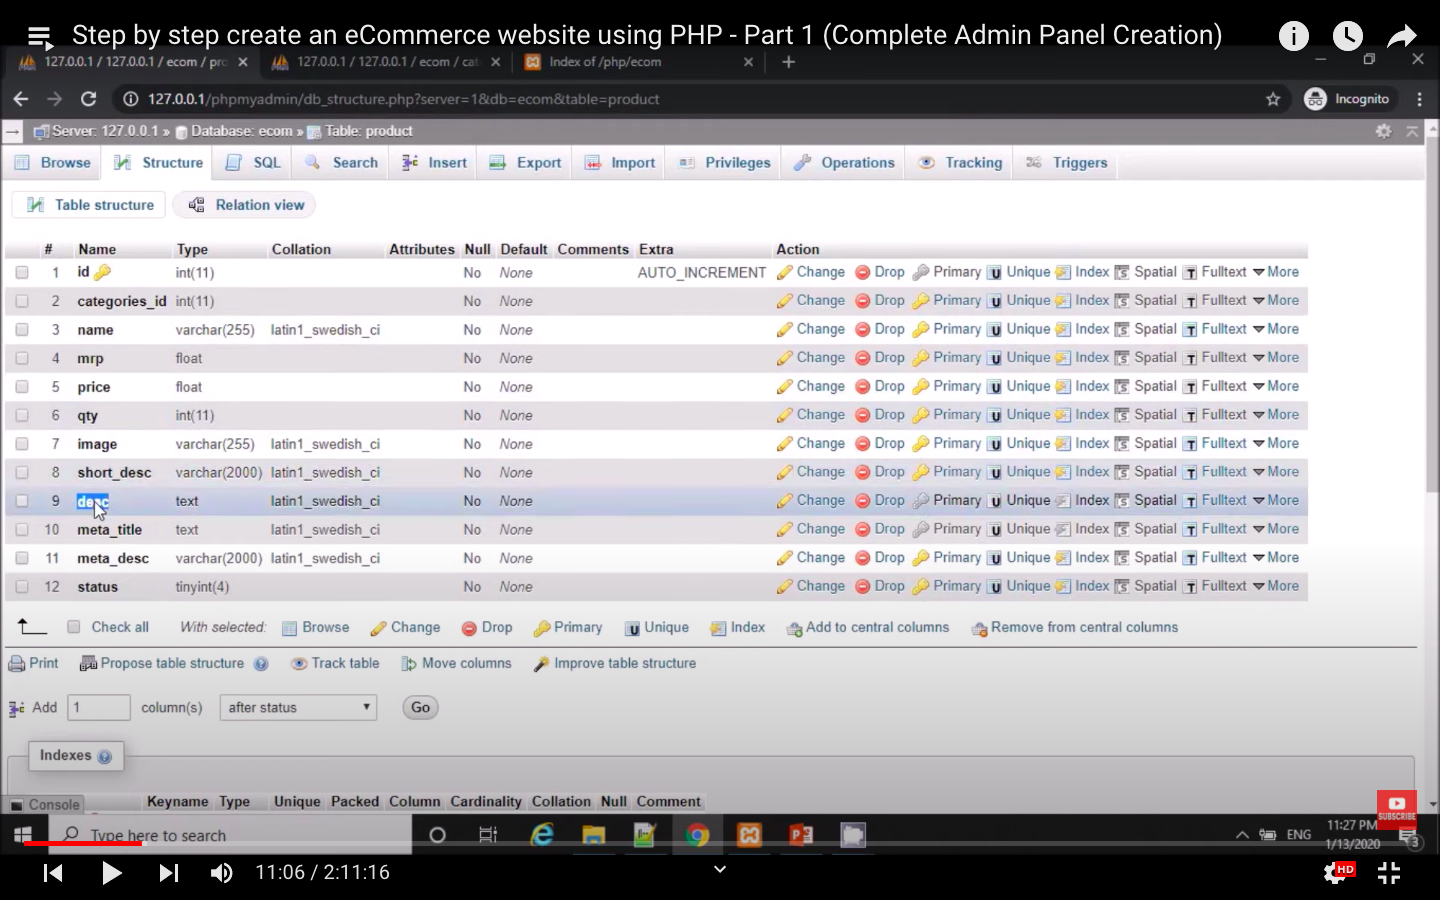 Step by step create an eCommerce website using PHP - Part 1 (Complete Admin Panel Creation)
127.0.0.1 / 127.0.0.1 / ecom / pro
127.0.0.1 / 127.0.0.1 / ecom / cat
Index of /php/ecom
127.0.0.1/phpmyadmin/db_structure.php?server=1&db=ecom&table=product
Incognito
Server: 127.0.0.1 » Database: ecom » Table: product
Browse Structure SQL Search Insert Export Import Privileges Operations Tracking Triggers
Table structure Relation view
# Name Type Collation Attributes Null Default Comments Extra Action
1 id int(11) No None AUTO_INCREMENT Change Drop Primary Unique Index Spatial Fulltext More
2 categories_id int(11) No None Change Drop Primary Unique Index Spatial Fulltext More
3 name varchar(255) latin1_swedish_ci No None Change Drop Primary Unique Index Spatial Fulltext More
4 mrp float No None Change Drop Primary Unique Index Spatial Fulltext More
5 price float No None Change Drop Primary Unique Index Spatial Fulltext More
6 qty int(11) No None Change Drop Primary Unique Index Spatial Fulltext More
7 image varchar(255) latin1_swedish_ci No None Change Drop Primary Unique Index Spatial Fulltext More
8 short_desc varchar(2000) latin1_swedish_ci No None Change Drop Primary Unique Index Spatial Fulltext More
9 desc text latin1_swedish_ci No None Change Drop Primary Unique Index Spatial Fulltext More
10 meta_title text latin1_swedish_ci No None Change Drop Primary Unique Index Spatial Fulltext More
11 meta_desc varchar(2000) latin1_swedish_ci No None Change Drop Primary Unique Index Spatial Fulltext More
12 status tinyint(4) No None Change Drop Primary Unique Index Spatial Fulltext More
Check all With selected: Browse Change Drop Primary Unique Index Add to central columns Remove from central columns
Print Propose table structure Track table Move columns Improve table structure
Add 1 column(s) after status Go
Indexes
Console
Keyname Type Unique Packed Column Cardinality Collation Null Comment
SUBSCRIBE
Type here to search
ENG
11:27 PM
1/13/2020
3
11:06 / 2:11:16
HD